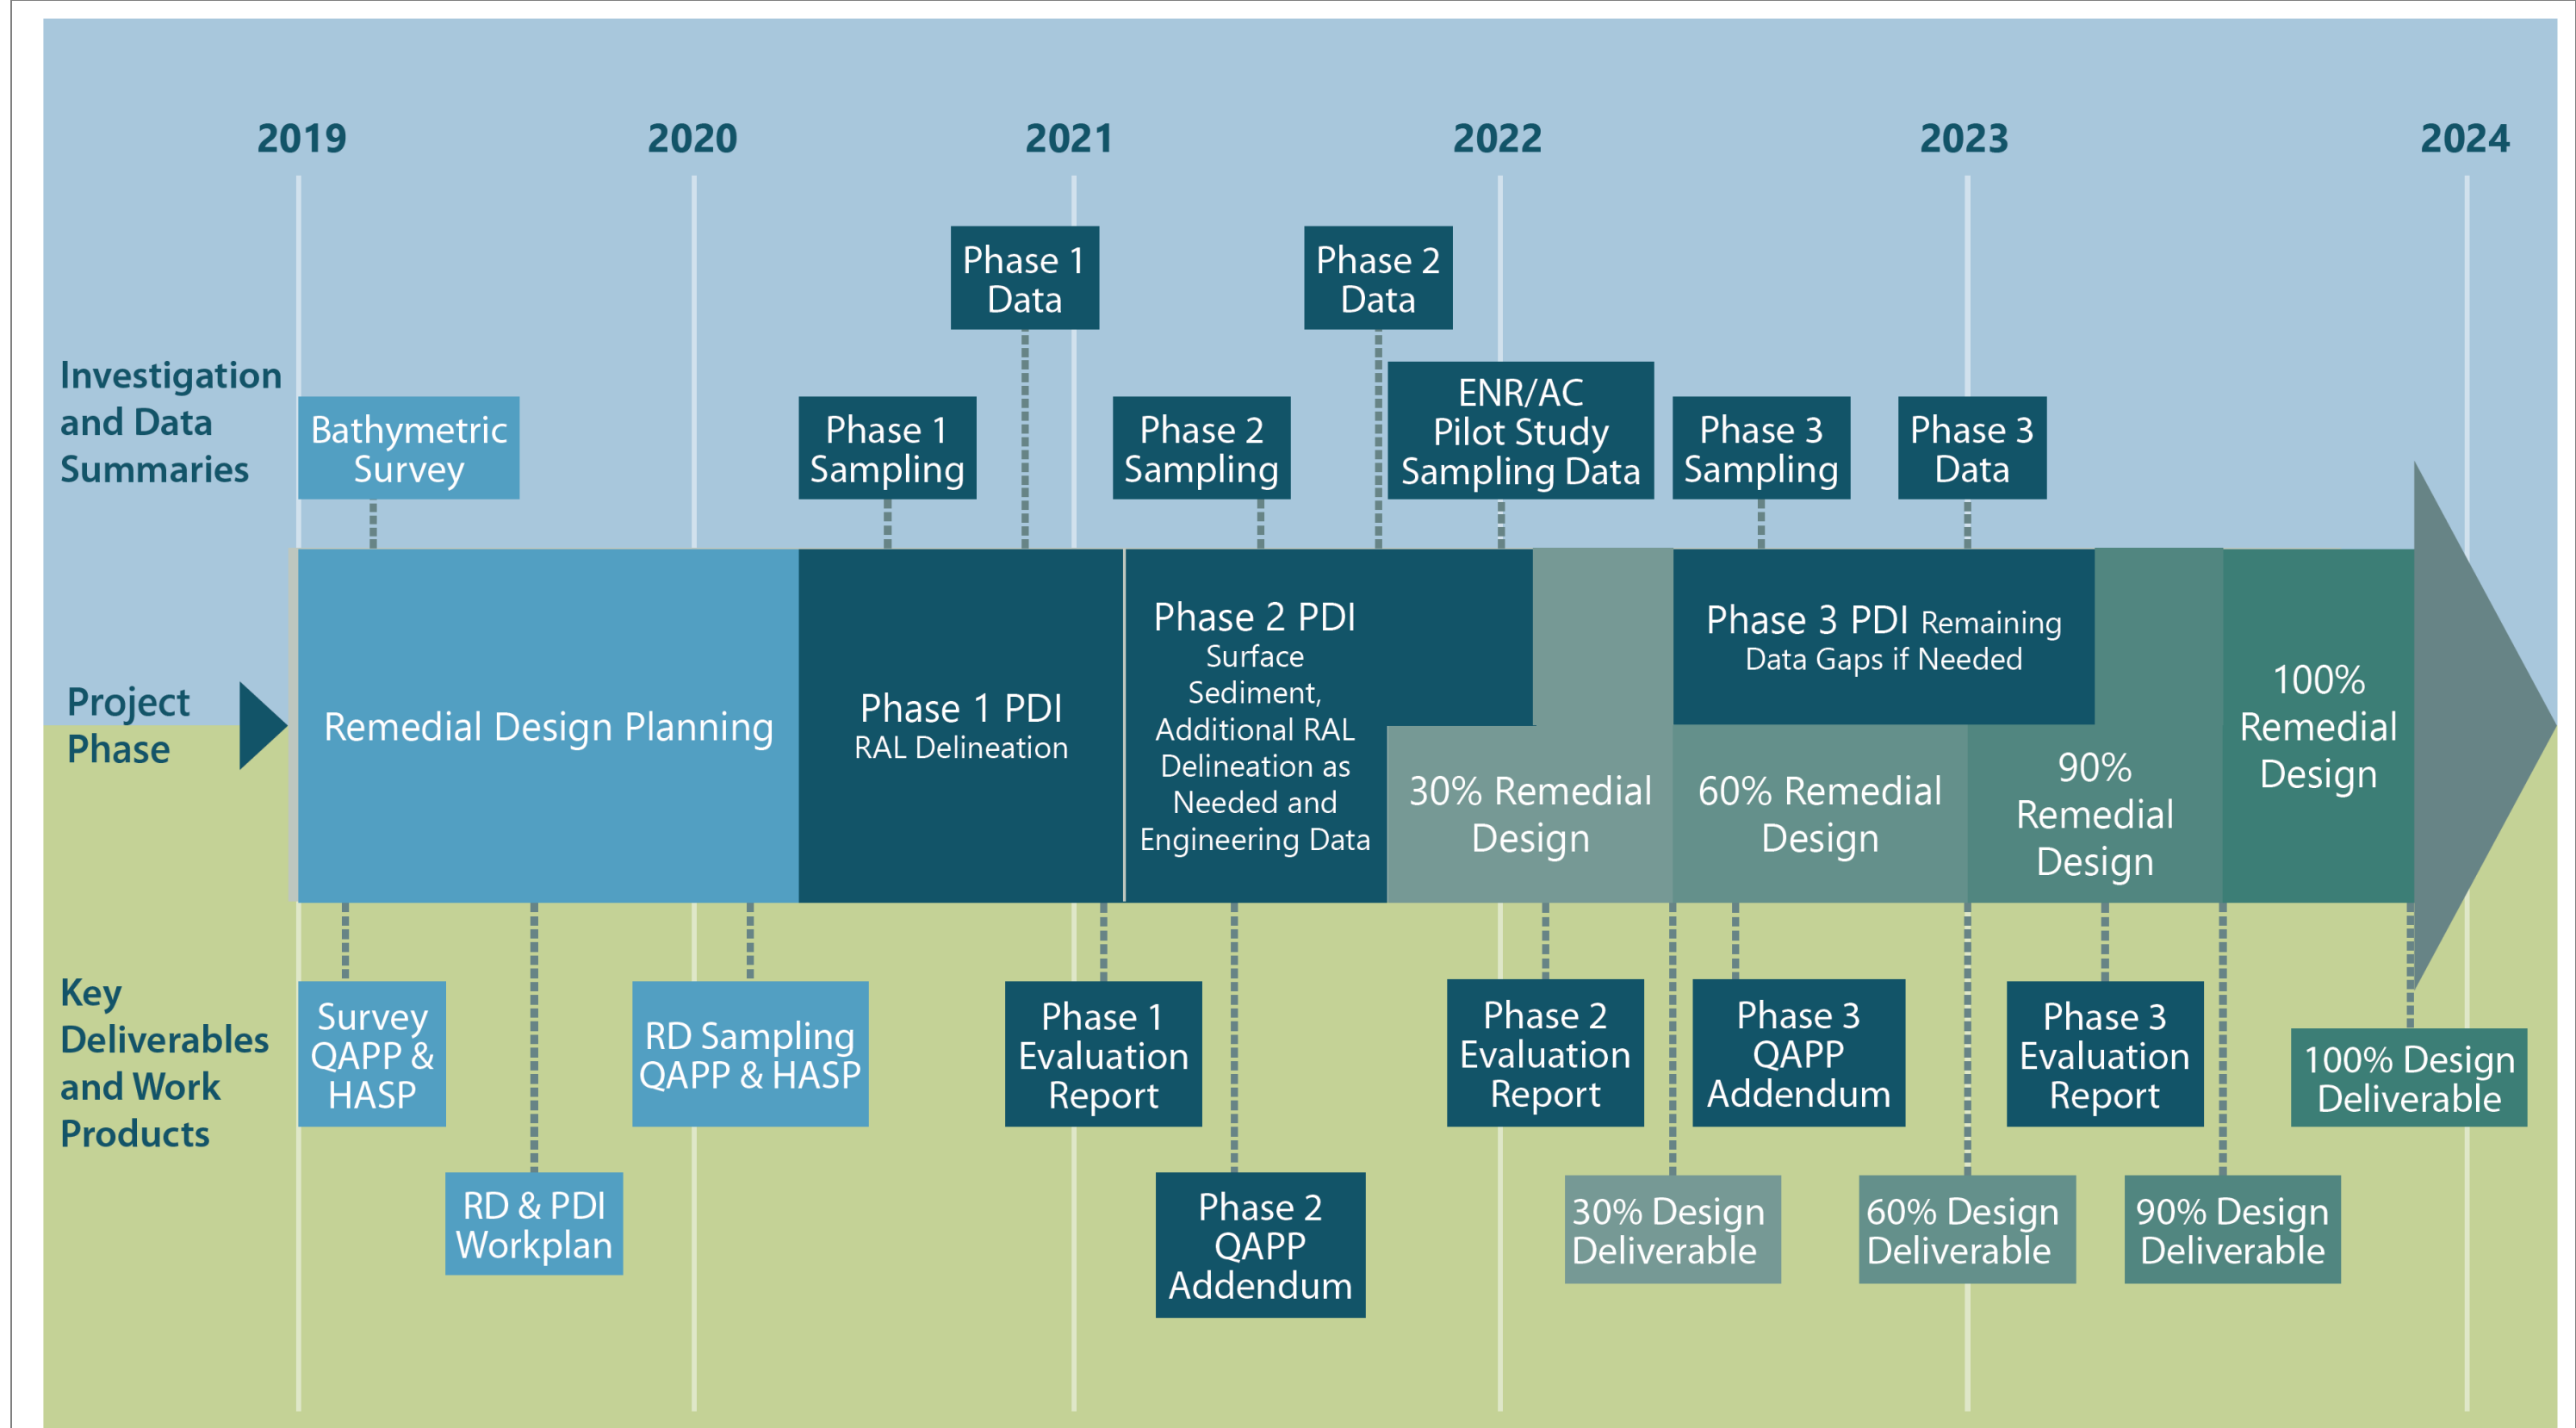 2019
2020
2021
2022
2023
2024
Investigation
and Data
Summaries
Bathymetric
Survey
Phase 1
Sampling
Phase 1
Data
Phase 2
Sampling
Phase 2
Data
ENR/AC
Pilot Study
Sampling Data
Phase 3
Sampling
Phase 3
Data
Project
Phase
Remedial Design Planning
Phase 1 PDI
RAL Delineation
Phase 2 PDI
Surface
Sediment,
Additional RAL
Delineation as
Needed and
Engineering Data
30% Remedial
Design
Phase 3 PDI Remaining
Data Gaps if Needed
60% Remedial
Design
90%
Remedial
Design
100%
Remedial
Design
Key
Deliverables
and Work
Products
Survey
QAPP &
HASP
RD & PDI
Workplan
RD Sampling
QAPP & HASP
Phase 1
Evaluation
Report
Phase 2
QAPP
Addendum
Phase 2
Evaluation
Report
30% Design
Deliverable
Phase 3
QAPP
Addendum
60% Design
Deliverable
Phase 3
Evaluation
Report
90% Design
Deliverable
100% Design
Deliverable